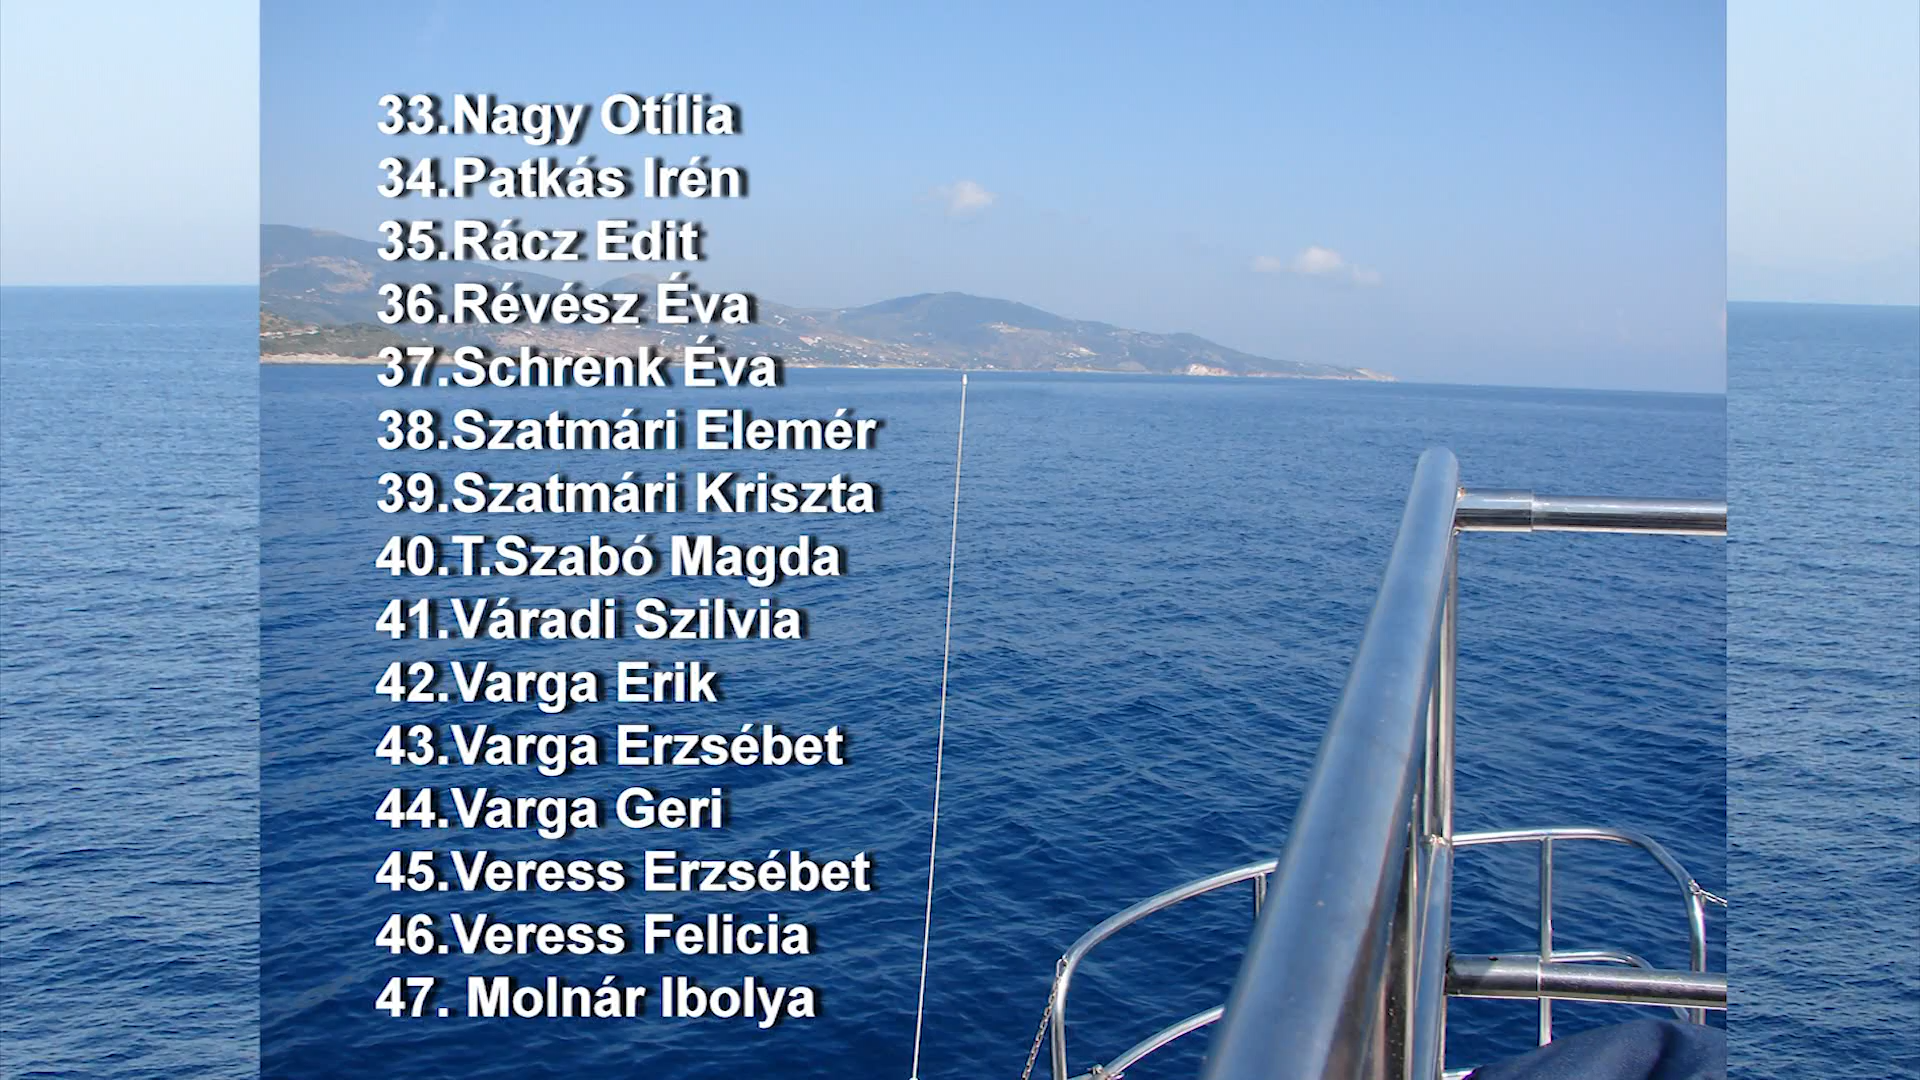 33.Nagy Otília
34.Patkás Irén
35.Rácz Edit
36.Révész Éva
37.Schrenk Éva
38.Szatmári Elemér
39.Szatmári Kriszta
40.T.Szabó Magda
41.Váradi Szilvia
42.Varga Erik
43.Varga Erzsébet
44.Varga Geri
45.Veress Erzsébet
46.Veress Felicia
47. Molnár Ibolya